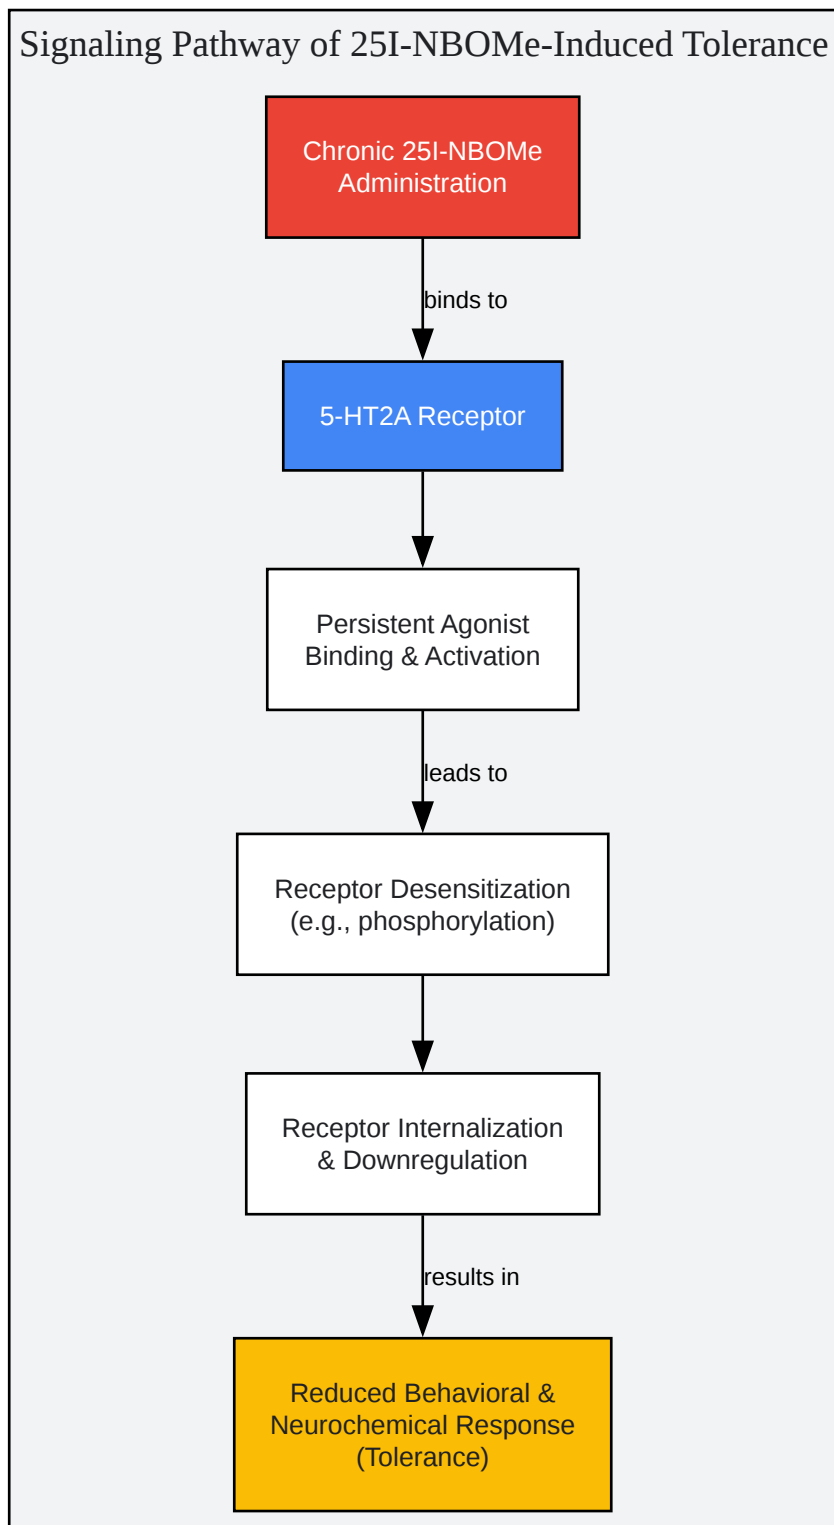 Signaling Pathway of 25I-NBOMe-Induced Tolerance
Chronic 25I-NBOMe
Administration
binds to
5-HT2A Receptor
Persistent Agonist
Binding & Activation
leads to
Receptor Desensitization
(e.g., phosphorylation)
Receptor Internalization
& Downregulation
results in
Reduced Behavioral &
Neurochemical Response
(Tolerance)